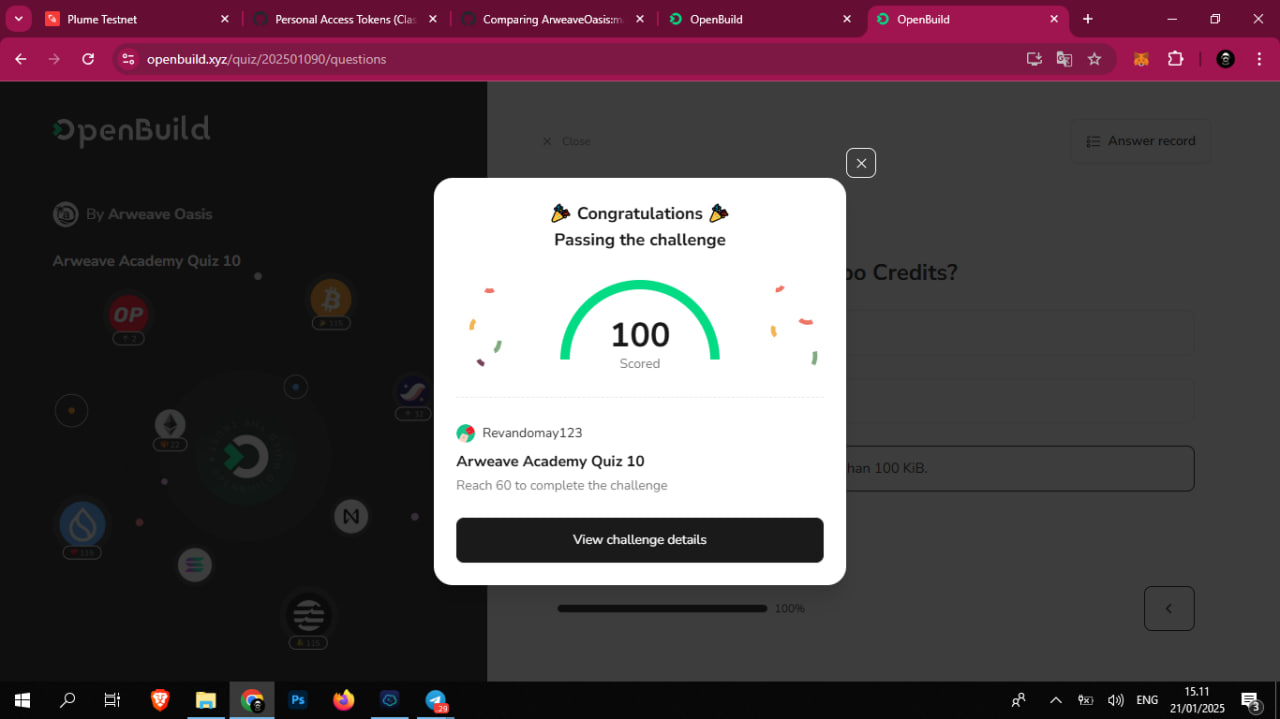 Plume Testnet
Personal Access Tokens (Clas
Comparing ArweaveOasis:ma
OpenBuild
OpenBuild
openbuild.xyz/quiz/202501090/questions
OpenBuild
Close
Answer record
By Arweave Oasis
Arweave Academy Quiz 10
🎉 Congratulations 🎉
Passing the challenge
bo Credits?
OP
2
115
100
Scored
32
22
Revandomay123
Arweave Academy Quiz 10
Reach 60 to complete the challenge
han 100 KiB.
View challenge details
115
100%
29
ENG
15.11
21/01/2025
3